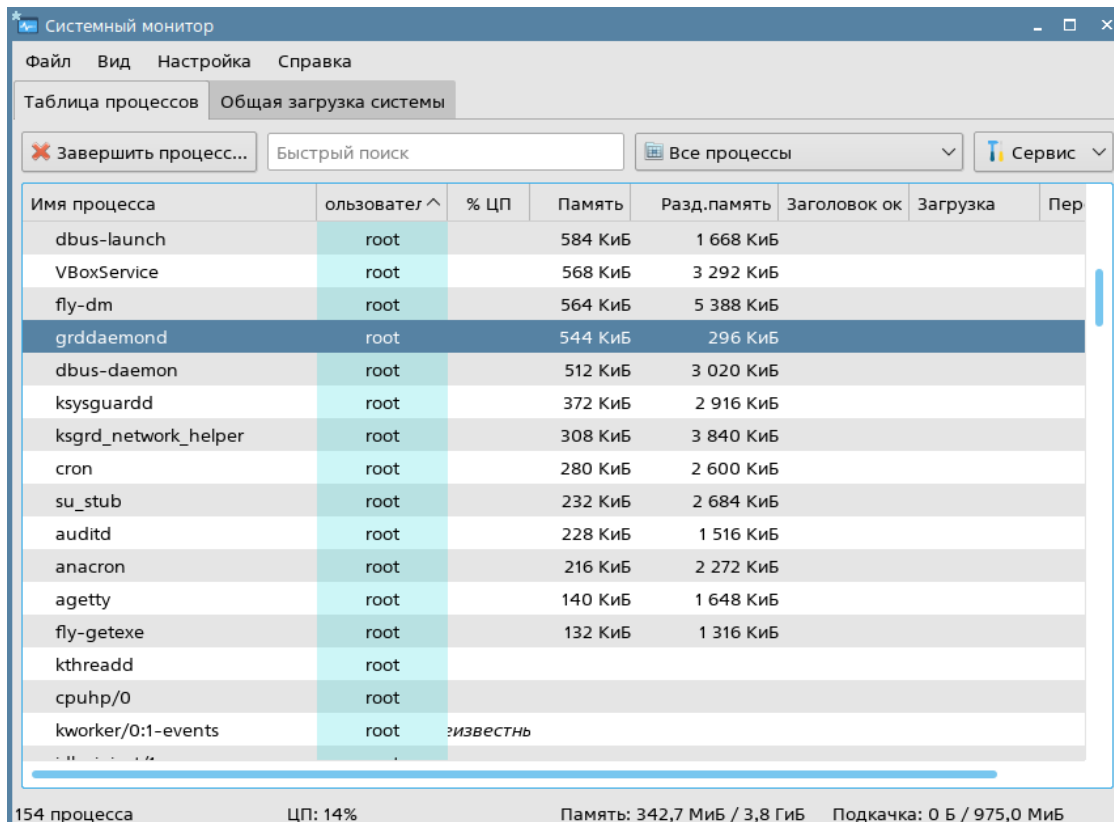 Системный монитор
Файл Вид Настройка Справка
Таблица процессов Общая загрузка системы
Завершить процесс... Быстрый поиск Все процессы Сервис
Имя процесса ользовател % ЦП Память Разд.память Заголовок ок Загрузка Пер
dbus-launch root 584 КиБ 1 668 КиБ
VBoxService root 568 КиБ 3 292 КиБ
fly-dm root 564 КиБ 5 388 КиБ
grddaemond root 544 КиБ 296 КиБ
dbus-daemon root 512 КиБ 3 020 КиБ
ksysguardd root 372 КиБ 2 916 КиБ
ksgrd_network_helper root 308 КиБ 3 840 КиБ
cron root 280 КиБ 2 600 КиБ
su_stub root 232 КиБ 2 684 КиБ
auditd root 228 КиБ 1 516 КиБ
anacron root 216 КиБ 2 272 КиБ
agetty root 140 КиБ 1 648 КиБ
fly-getexe root 132 КиБ 1 316 КиБ
kthreadd root
cpuhp/0 root
kworker/0:1-events root еизвестнь
154 процесса ЦП: 14% Память: 342,7 МиБ / 3,8 ГиБ Подкачка: 0 Б / 975,0 МиБ